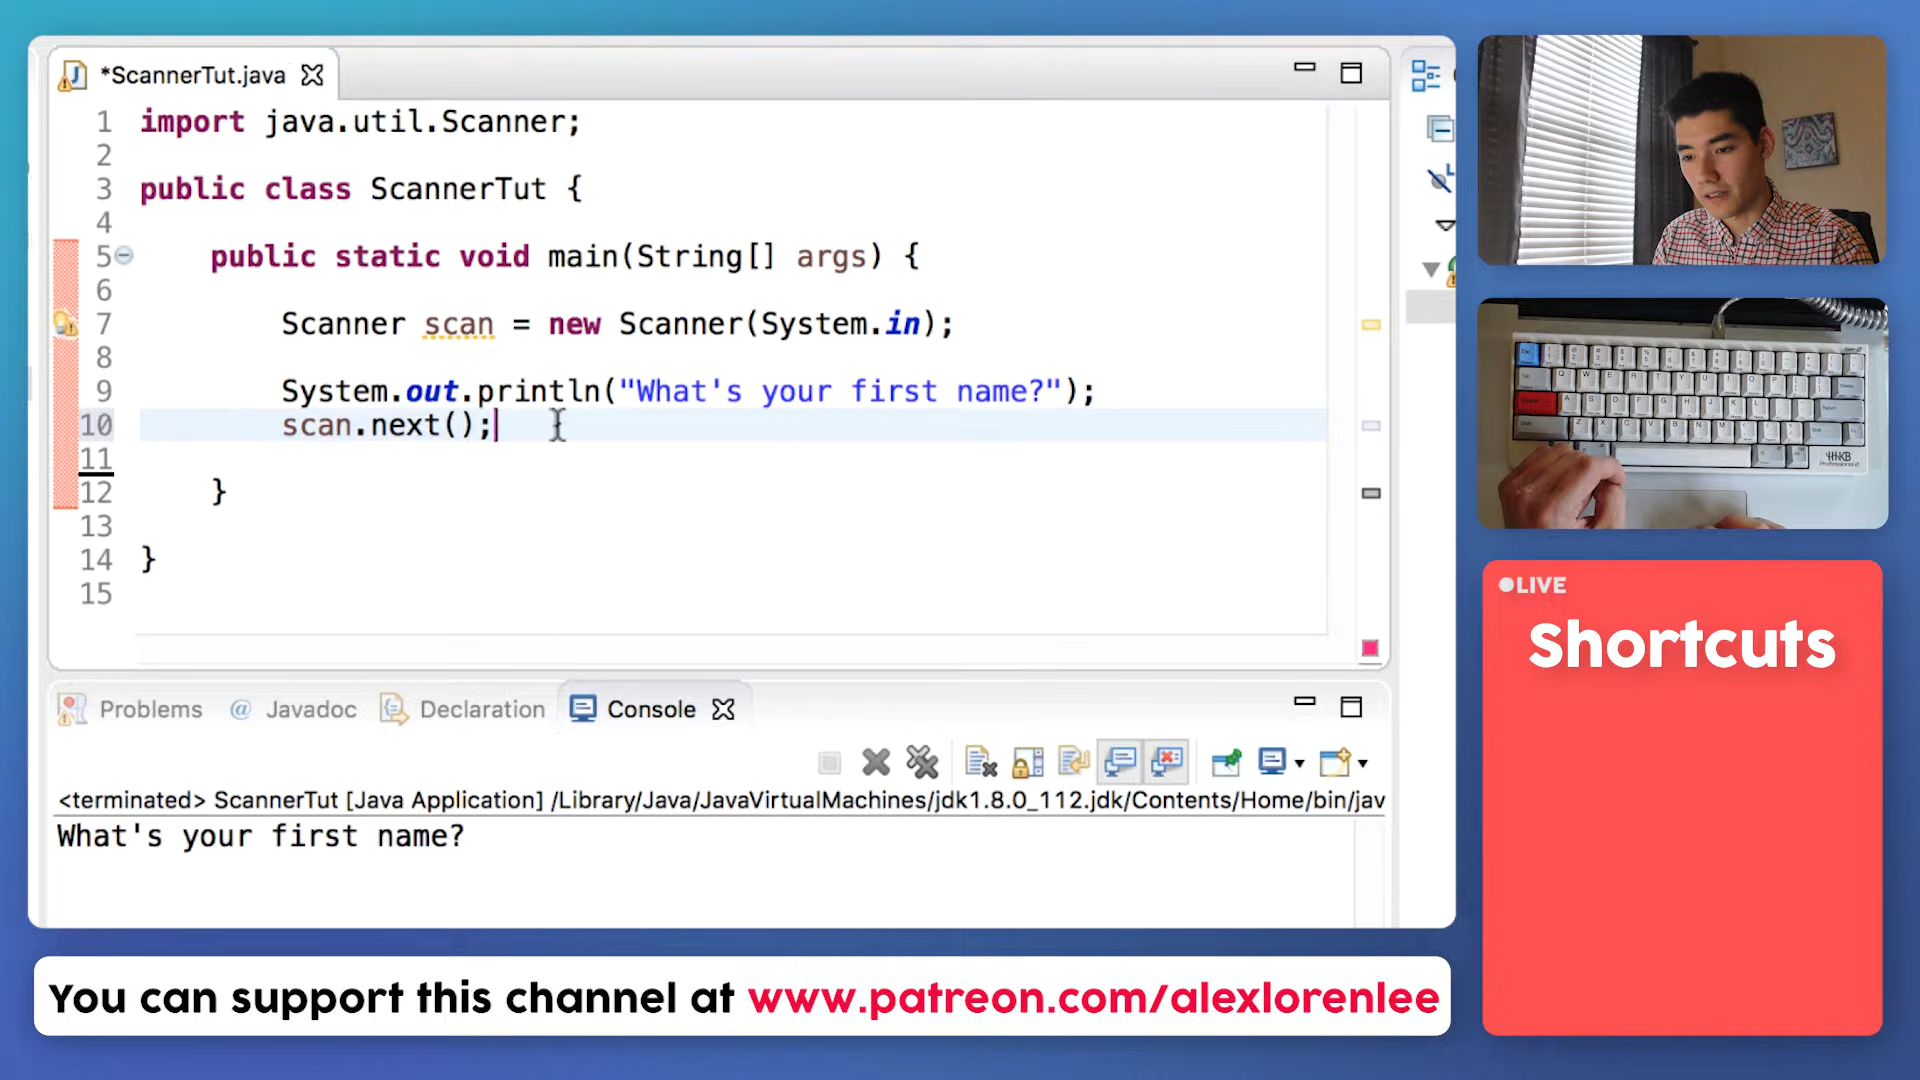 *ScannerTut.java
1 import java.util.Scanner;
2
3 public class ScannerTut {
4
5 public static void main(String[] args) {
6
7 Scanner scan = new Scanner(System.in);
8
9 System.out.println("What's your first name?");
10 scan.next();
11
12 }
13
14 }
15
Problems @ Javadoc Declaration Console
<terminated> ScannerTut [Java Application] /Library/Java/JavaVirtualMachines/jdk1.8.0_112.jdk/Contents/Home/bin/jav
What's your first name?
LIVE
Shortcuts
You can support this channel at www.patreon.com/alexlorenlee